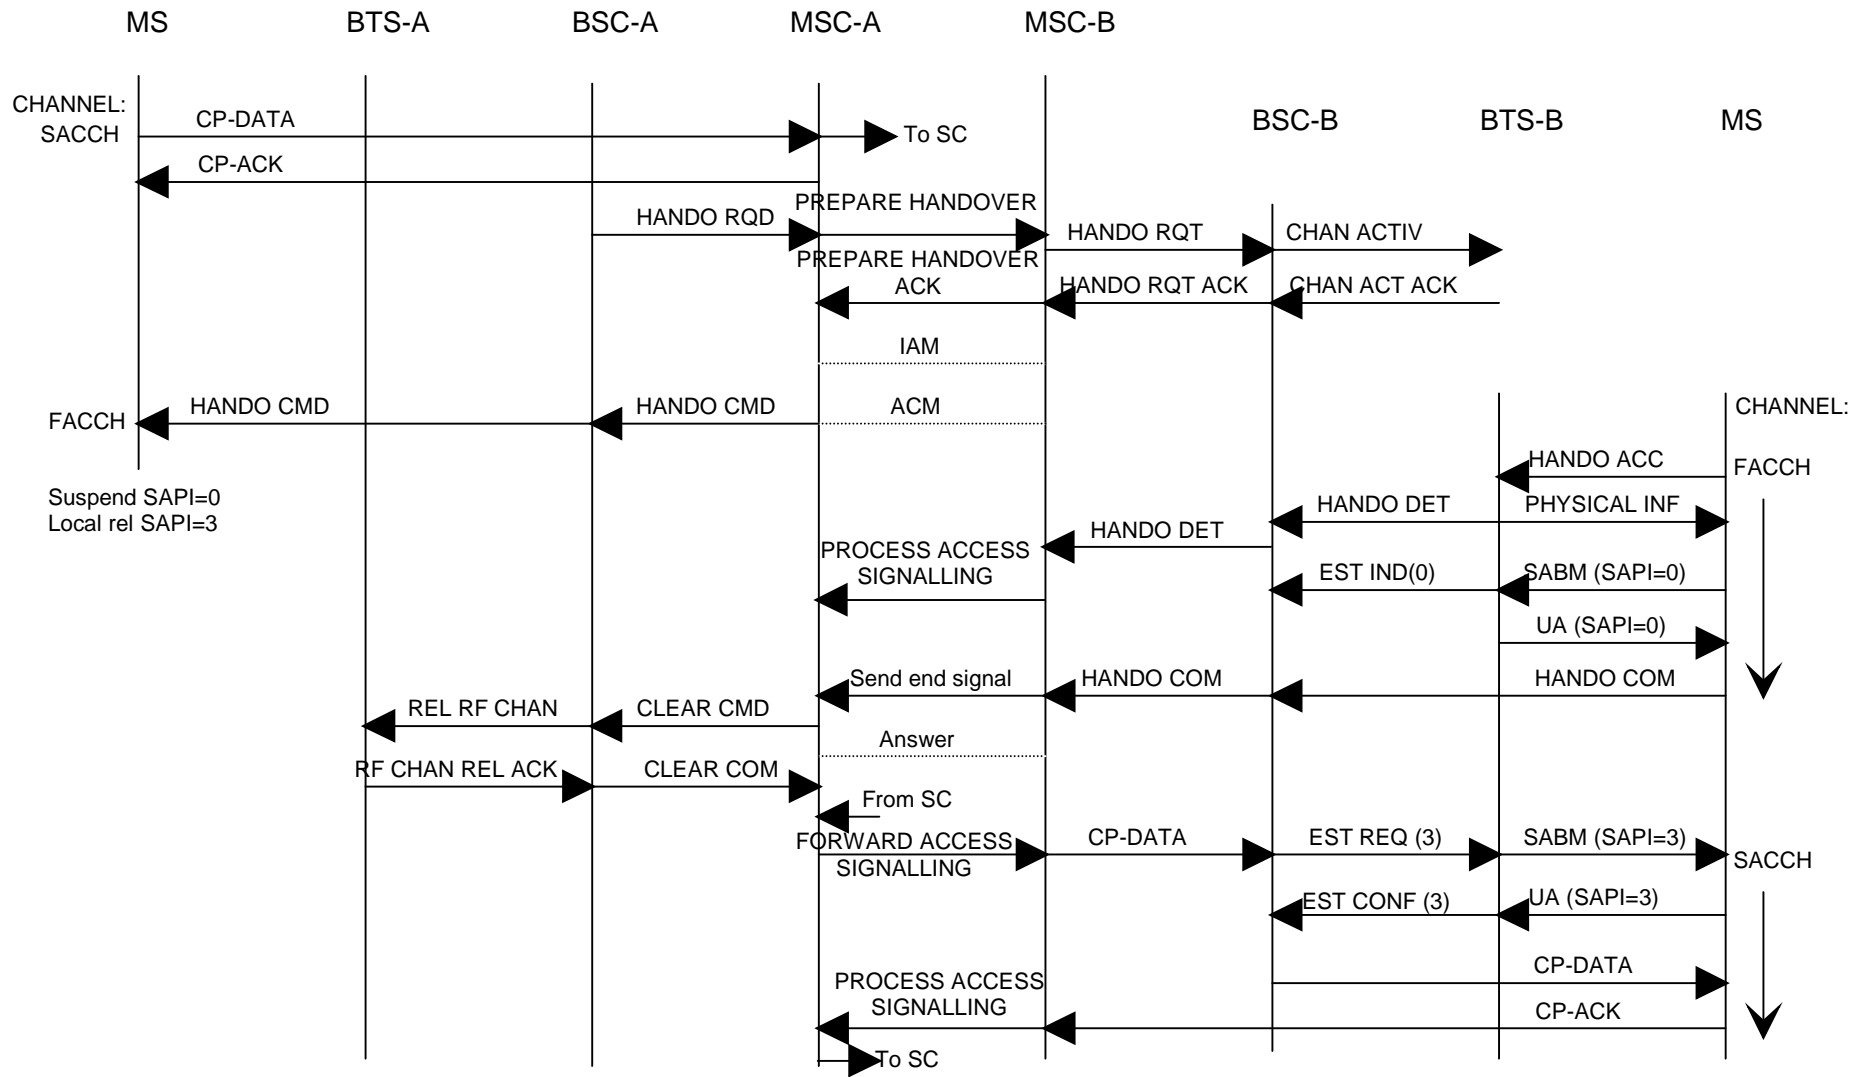 MS
BTS-A
BSC-A
MSC-A
MSC-B
BSC-B
BTS-B
MS
CHANNEL:
SACCH
CP-DATA
To SC
CP-ACK
HANDO RQD
PREPARE HANDOVER
HANDO RQT
CHAN ACTIV
PREPARE HANDOVER
ACK
HANDO RQT ACK
CHAN ACT ACK
IAM
FACCH
HANDO CMD
HANDO CMD
ACM
CHANNEL:
HANDO ACC
FACCH
Suspend SAPI=0
Local rel SAPI=3
HANDO DET
PHYSICAL INF
HANDO DET
PROCESS ACCESS
SIGNALLING
EST IND(0)
SABM (SAPI=0)
UA (SAPI=0)
Send end signal
HANDO COM
HANDO COM
REL RF CHAN
CLEAR CMD
Answer
RF CHAN REL ACK
CLEAR COM
From SC
FORWARD ACCESS
SIGNALLING
CP-DATA
EST REQ (3)
SABM (SAPI=3)
SACCH
EST CONF (3)
UA (SAPI=3)
CP-DATA
PROCESS ACCESS
SIGNALLING
CP-ACK
To SC